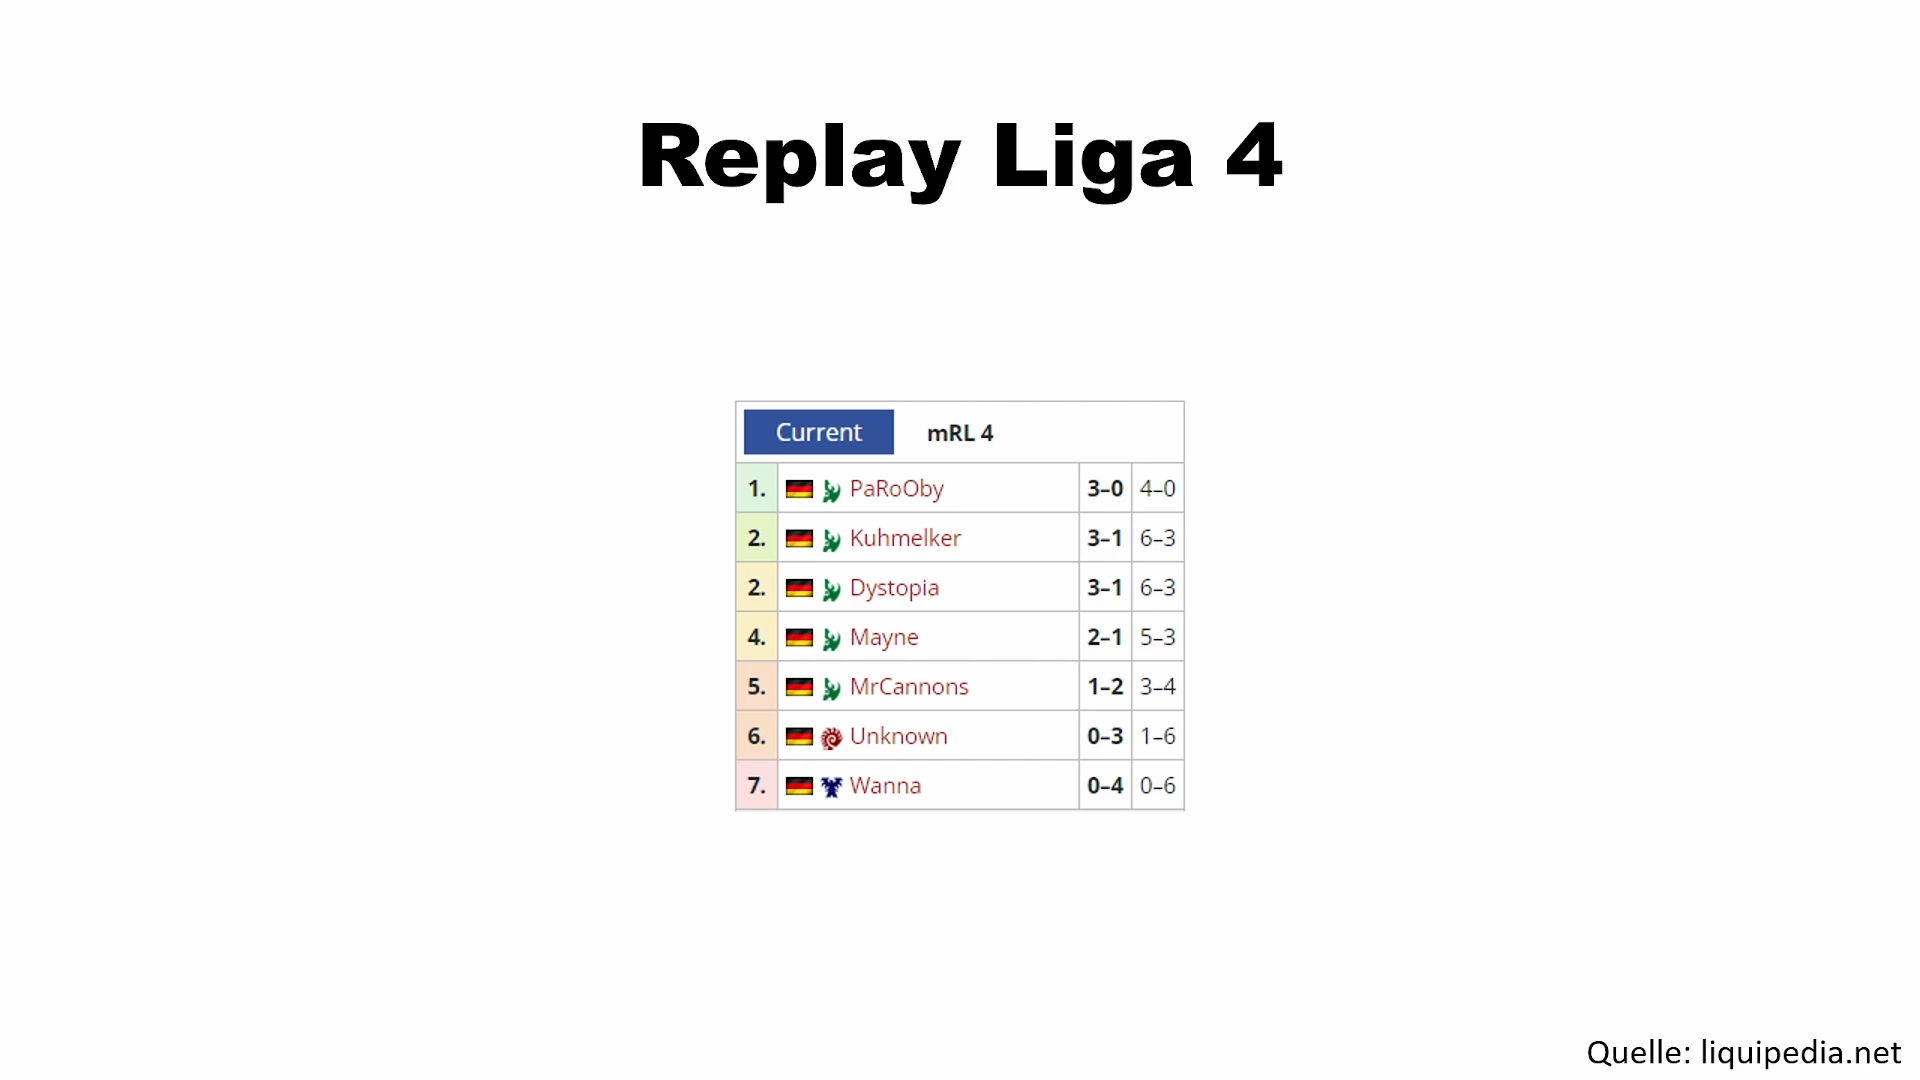 Replay Liga 4
Current mRL 4
1. PaRoOby 3–0 4–0
2. Kuhmelker 3–1 6–3
2. Dystopia 3–1 6–3
4. Mayne 2–1 5–3
5. MrCannons 1–2 3–4
6. Unknown 0–3 1–6
7. Wanna 0–4 0–6
Quelle: liquipedia.net